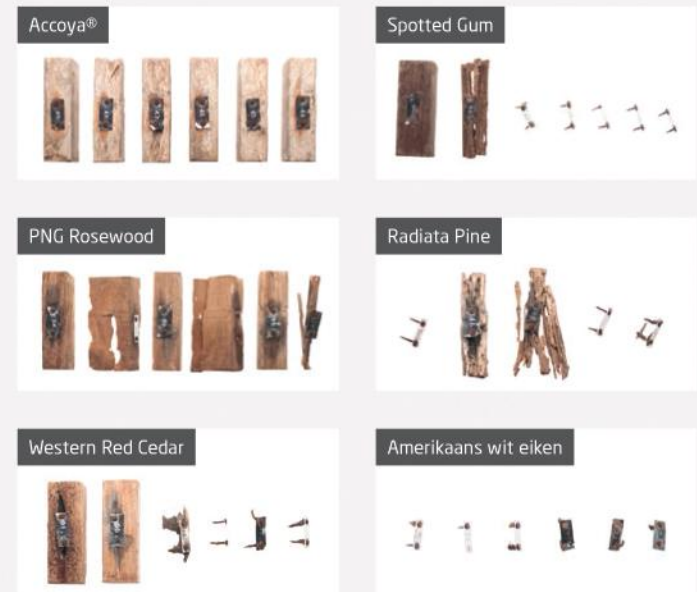 Accoya®
Spotted Gum
PNG Rosewood
Radiata Pine
Western Red Cedar
Amerikaans wit eiken